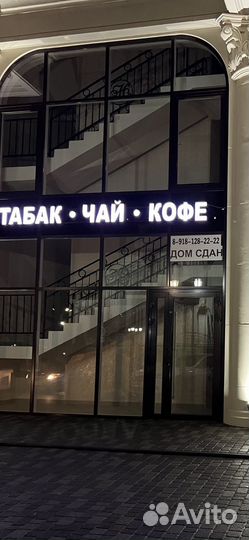 ТАБАК • ЧАЙ • КОФЕ
8-918-128-22-22
ДОМ СДАН
Avito